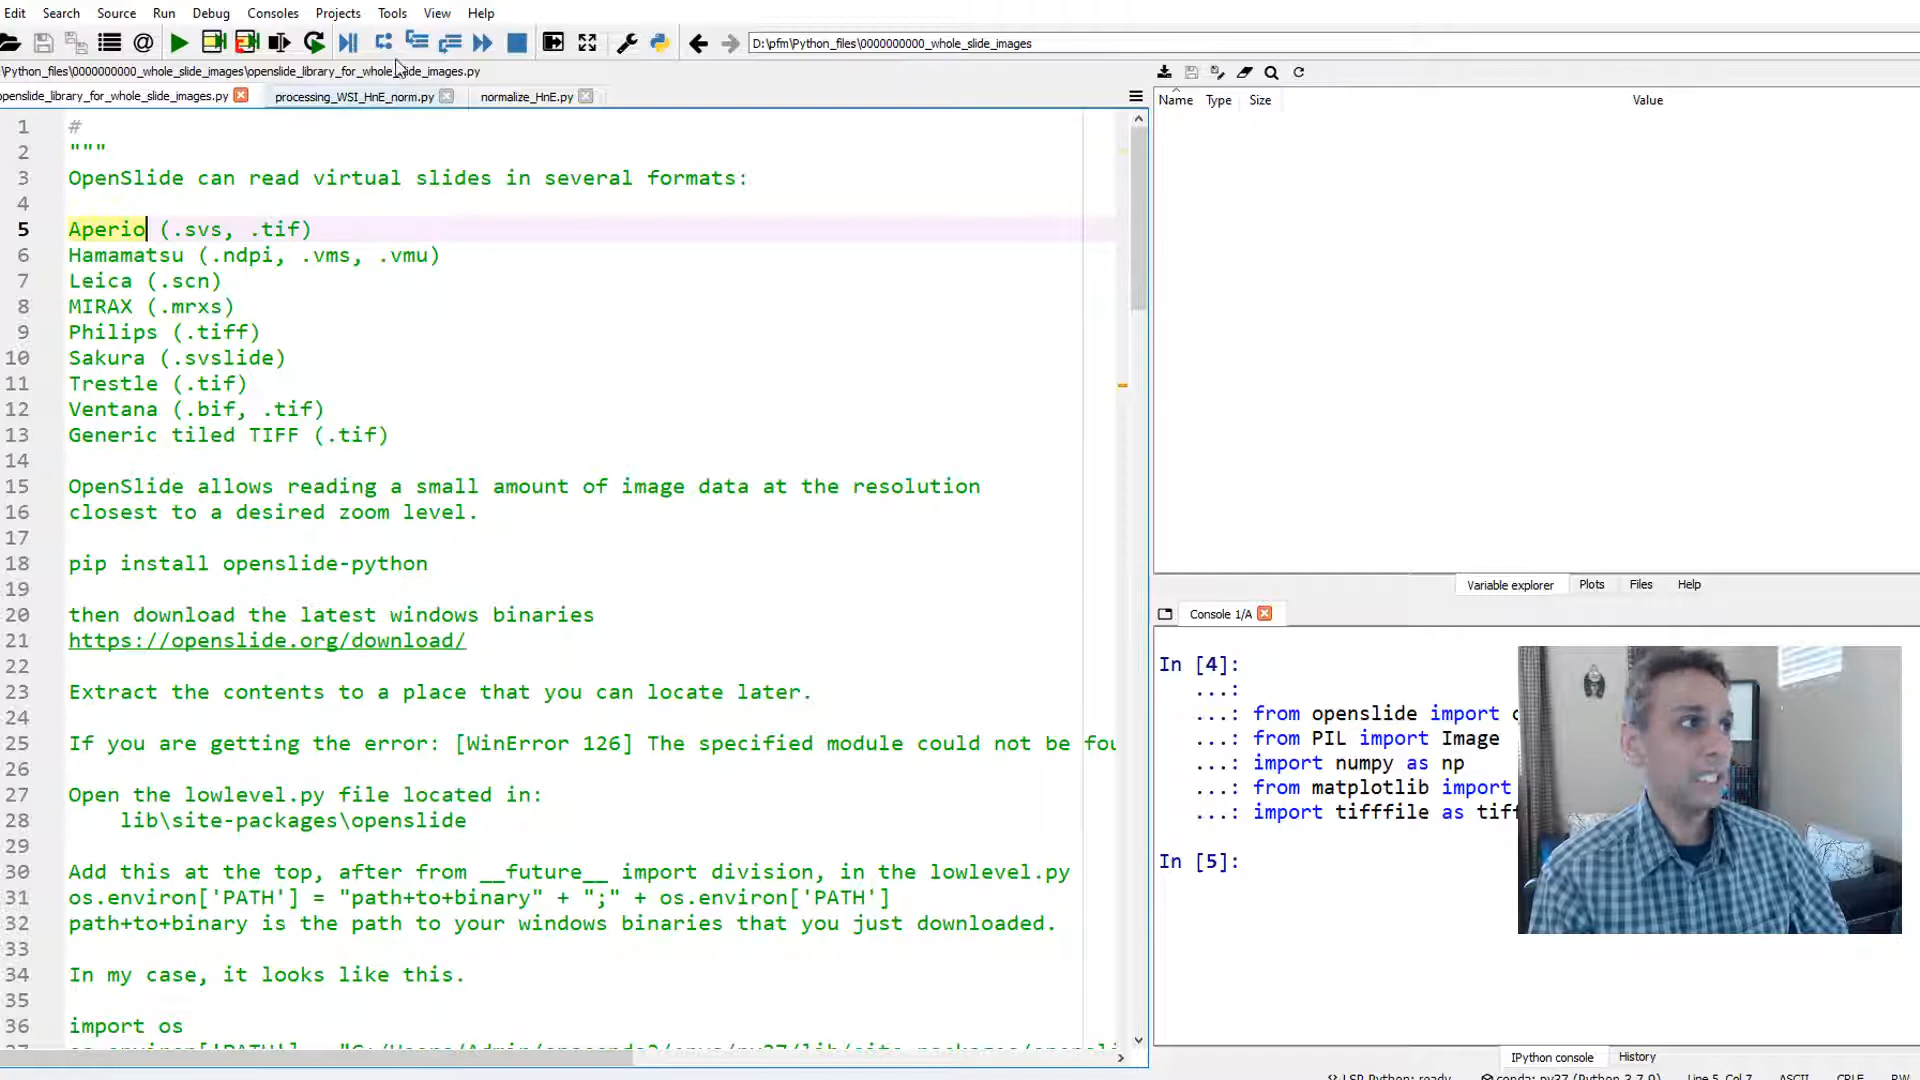 Edit Search Source Run Debug Consoles Projects Tools View Help
D:\pfm\Python_files\0000000000_whole_slide_images
\Python_files\0000000000_whole_slide_images\openslide_library_for_whole_slide_images.py
openslide_library_for_whole_slide_images.py processing_WSI_HnE_norm.py normalize_HnE.py
Name Type Size Value
1 #
2 """
3 OpenSlide can read virtual slides in several formats:
4
5 Aperio (.svs, .tif)
6 Hamamatsu (.ndpi, .vms, .vmu)
7 Leica (.scn)
8 MIRAX (.mrxs)
9 Philips (.tiff)
10 Sakura (.svslide)
11 Trestle (.tif)
12 Ventana (.bif, .tif)
13 Generic tiled TIFF (.tif)
14
15 OpenSlide allows reading a small amount of image data at the resolution
16 closest to a desired zoom level.
17
18 pip install openslide-python
19
20 then download the latest windows binaries
21 https://openslide.org/download/
22
23 Extract the contents to a place that you can locate later.
24
25 If you are getting the error: [WinError 126] The specified module could not be fou
26
27 Open the lowlevel.py file located in:
28 lib\site-packages\openslide
29
30 Add this at the top, after from __future__ import division, in the lowlevel.py
31 os.environ['PATH'] = "path+to+binary" + ";" + os.environ['PATH']
32 path+to+binary is the path to your windows binaries that you just downloaded.
33
34 In my case, it looks like this.
35
36 import os
Variable explorer Plots Files Help
Console 1/A
In [4]:
...:
...: from openslide import
...: from PIL import Image
...: import numpy as np
...: from matplotlib import
...: import tifffile as tiff
In [5]:
IPython console History
LSP Python: ready conda: py37 (Python 3.7.9) Line 5, Col 7 ASCII CRLF RW